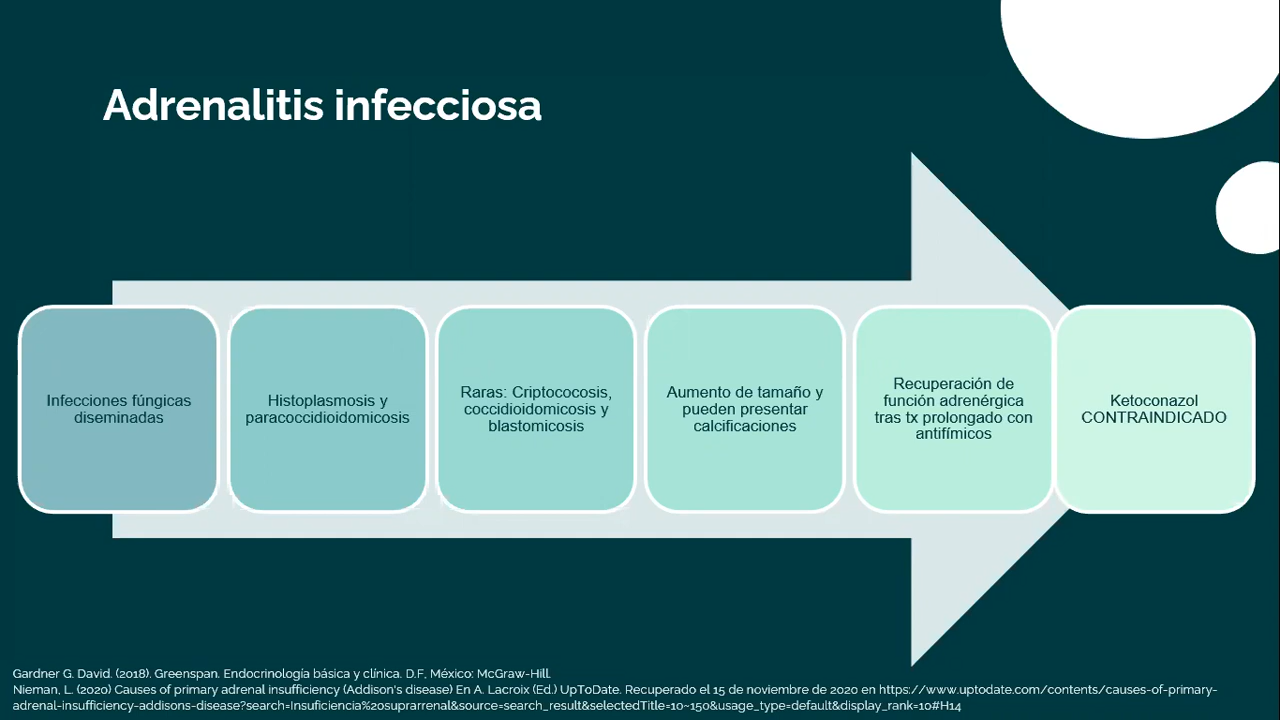 Adrenalitis infecciosa
Infecciones fúngicas
diseminadas
Histoplasmosis y
paracoccidioidomicosis
Raras: Criptococosis,
coccidioidomicosis y
blastomicosis
Aumento de tamaño y
pueden presentar
calcificaciones
Recuperación de
función adrenérgica
tras tx prolongado con
antifímicos
Ketoconazol
CONTRAINDICADO
Gardner G. David. (2018). Greenspan. Endocrinología básica y clínica. D.F, México: McGraw-Hill.
Nieman, L. (2020) Causes of primary adrenal insufficiency (Addison's disease) En A. Lacroix (Ed.) UpToDate. Recuperado el 15 de noviembre de 2020 en https://www.uptodate.com/contents/causes-of-primary-
adrenal-insufficiency-addisons-disease?search=Insuficiencia%20suprarrenal&source=search_result&selectedTitle=10~150&usage_type=default&display_rank=10#H14